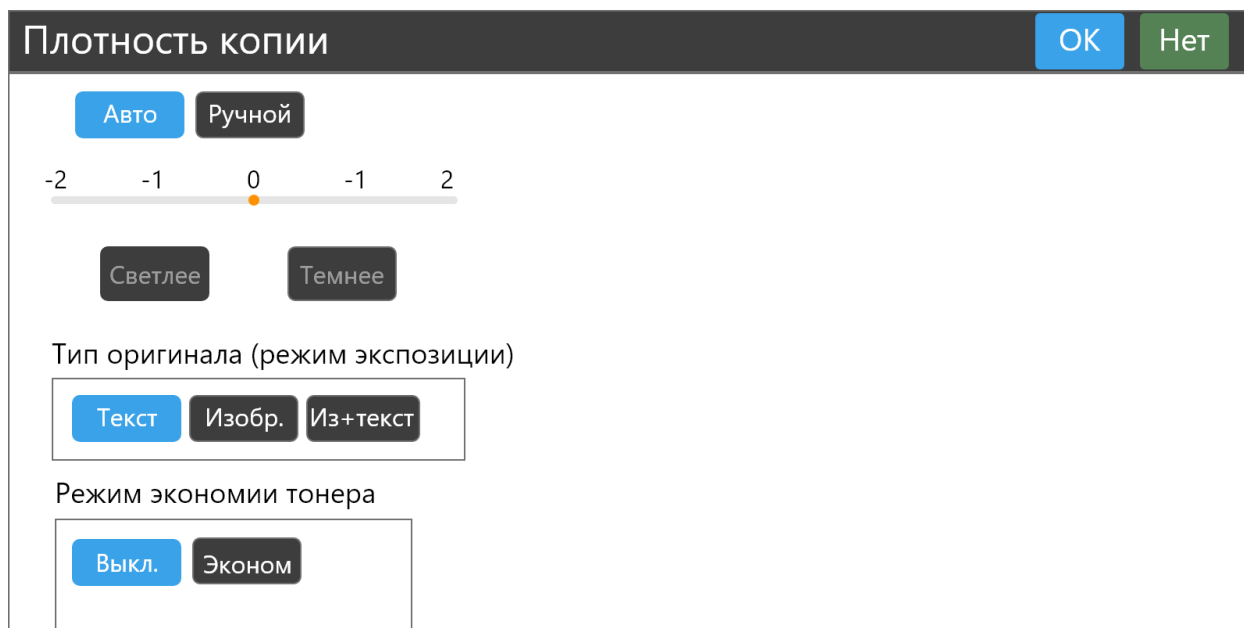 Плотность копии ОК Нет
Авто Ручной
-2 -1 0 -1 2
Светлее Темнее
Тип оригинала (режим экспозиции)
Текст Изобр. Из+текст
Режим экономии тонера
Выкл. Эконом